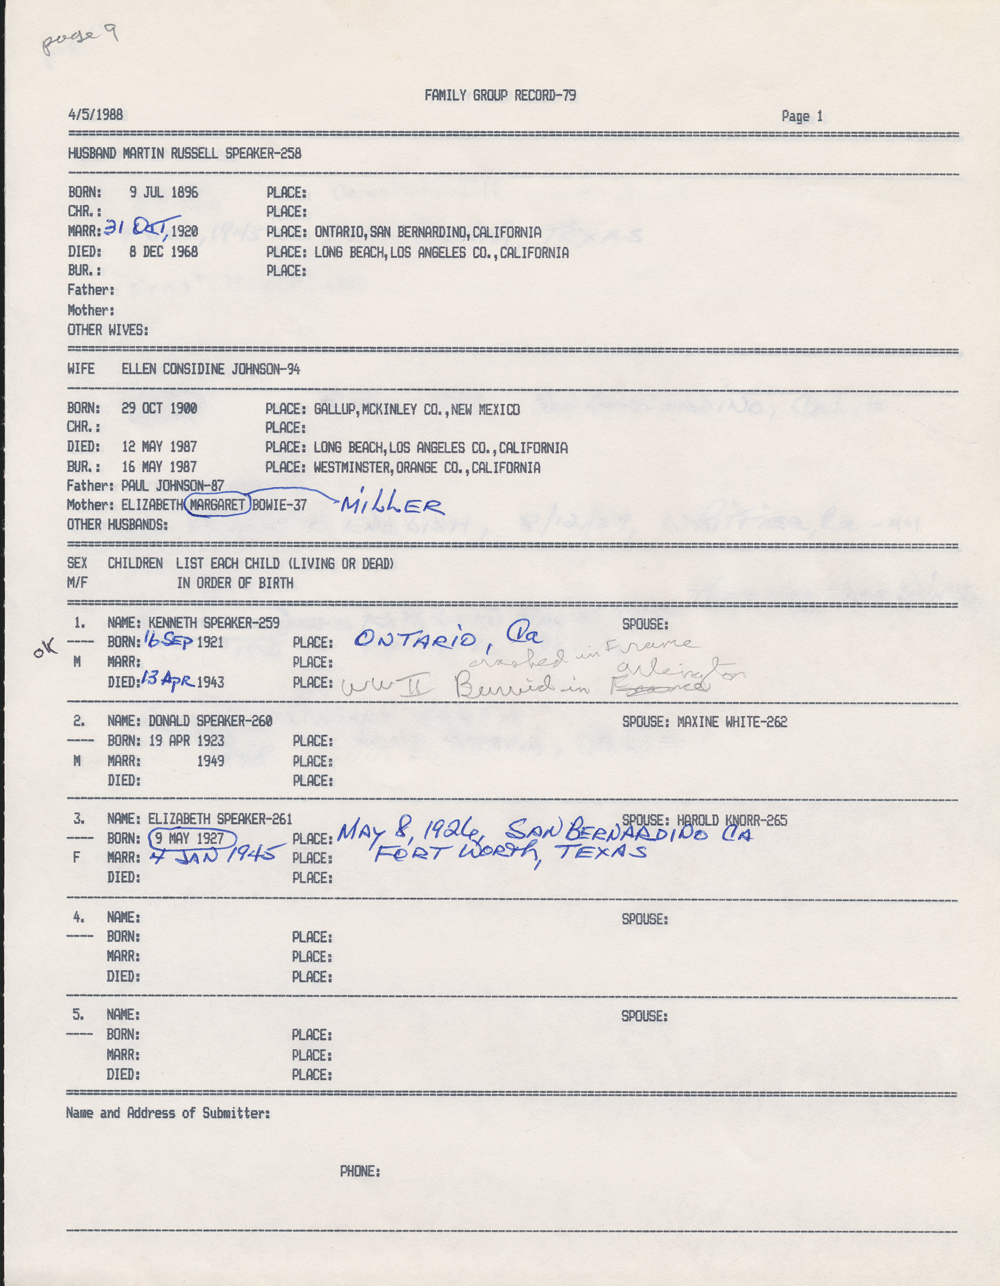 page 9
FAMILY GROUP RECORD-79
4/5/1988 Page 1
HUSBAND MARTIN RUSSELL SPEAKER-258
BORN: 9 JUL 1896 PLACE:
CHR.: PLACE:
MARR: 31 Oct, 1920 PLACE: ONTARIO,SAN BERNARDINO,CALIFORNIA
DIED: 8 DEC 1968 PLACE: LONG BEACH,LOS ANGELES CO.,CALIFORNIA
BUR.: PLACE:
Father:
Mother:
OTHER WIVES:
WIFE ELLEN CONSIDINE JOHNSON-94
BORN: 29 OCT 1900 PLACE: GALLUP,MCKINLEY CO.,NEW MEXICO
CHR.: PLACE:
DIED: 12 MAY 1987 PLACE: LONG BEACH,LOS ANGELES CO.,CALIFORNIA
BUR.: 16 MAY 1987 PLACE: WESTMINSTER,ORANGE CO.,CALIFORNIA
Father: PAUL JOHNSON-87
Mother: ELIZABETH MARGARET BOWIE-37 MILLER
OTHER HUSBANDS:
SEX CHILDREN LIST EACH CHILD (LIVING OR DEAD)
M/F IN ORDER OF BIRTH
1. NAME: KENNETH SPEAKER-259 SPOUSE:
OK ---- BORN: 16 SEP 1921 PLACE: ONTARIO, Ca
crashed in France
M MARR: PLACE: arlington
DIED: 13 Apr 1943 PLACE: WW II Burried in France
2. NAME: DONALD SPEAKER-260 SPOUSE: MAXINE WHITE-262
---- BORN: 19 APR 1923 PLACE:
M MARR: 1949 PLACE:
DIED: PLACE:
3. NAME: ELIZABETH SPEAKER-261 SPOUSE: HAROLD KNORR-265
---- BORN: 9 MAY 1927 PLACE: MAY 8, 1926, SAN BERNARDINO CA
F MARR: 4 JAN 1945 PLACE: FORT WORTH, TEXAS
DIED: PLACE:
4. NAME: SPOUSE:
---- BORN: PLACE:
MARR: PLACE:
DIED: PLACE:
5. NAME: SPOUSE:
---- BORN: PLACE:
MARR: PLACE:
DIED: PLACE:
Name and Address of Submitter:
PHONE: